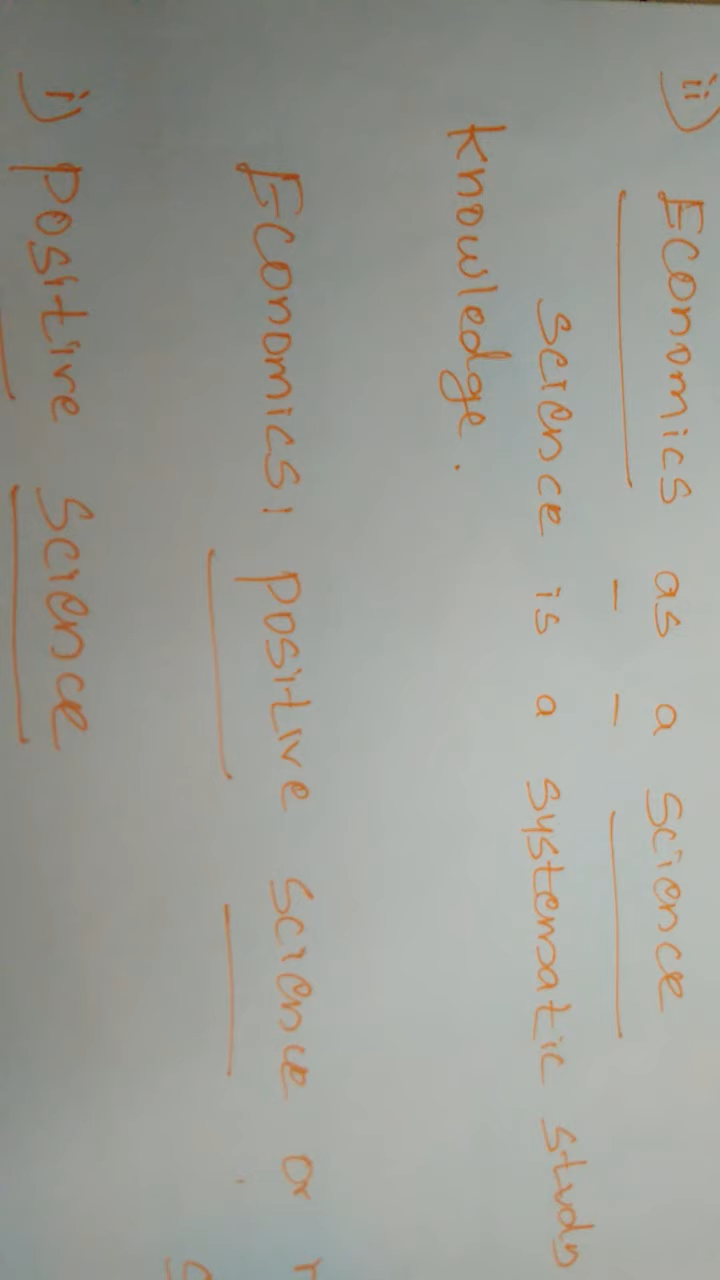 ii) Economics as a Science
Science is a systematic study
knowledge.
Economics, positive science or
i) Positive Science